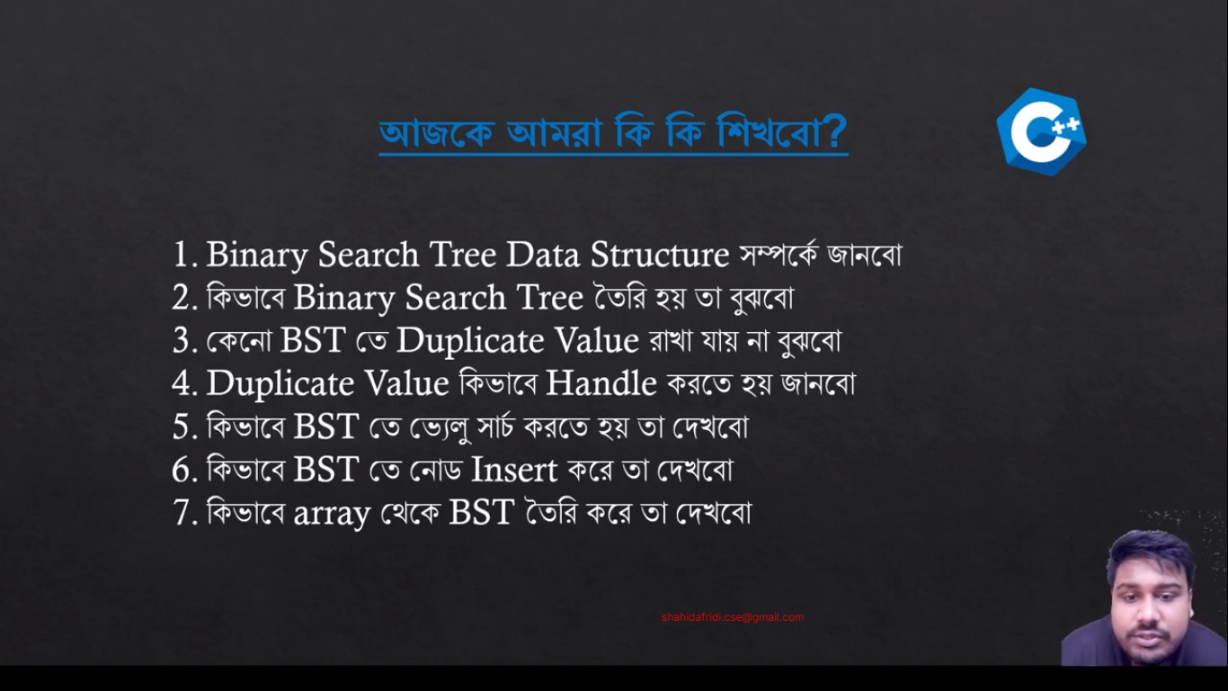 আজকে আমরা কি কি শিখবো?
C++
1. Binary Search Tree Data Structure সম্পর্কে জানবো
2. কিভাবে Binary Search Tree তৈরি হয় তা বুঝবো
3. কেনো BST তে Duplicate Value রাখা যায় না বুঝবো
4. Duplicate Value কিভাবে Handle করতে হয় জানবো
5. কিভাবে BST তে ভ্যেলু সার্চ করতে হয় তা দেখবো
6. কিভাবে BST তে নোড Insert করে তা দেখবো
7. কিভাবে array থেকে BST তৈরি করে তা দেখবো
shahidafridi.cse@gmail.com